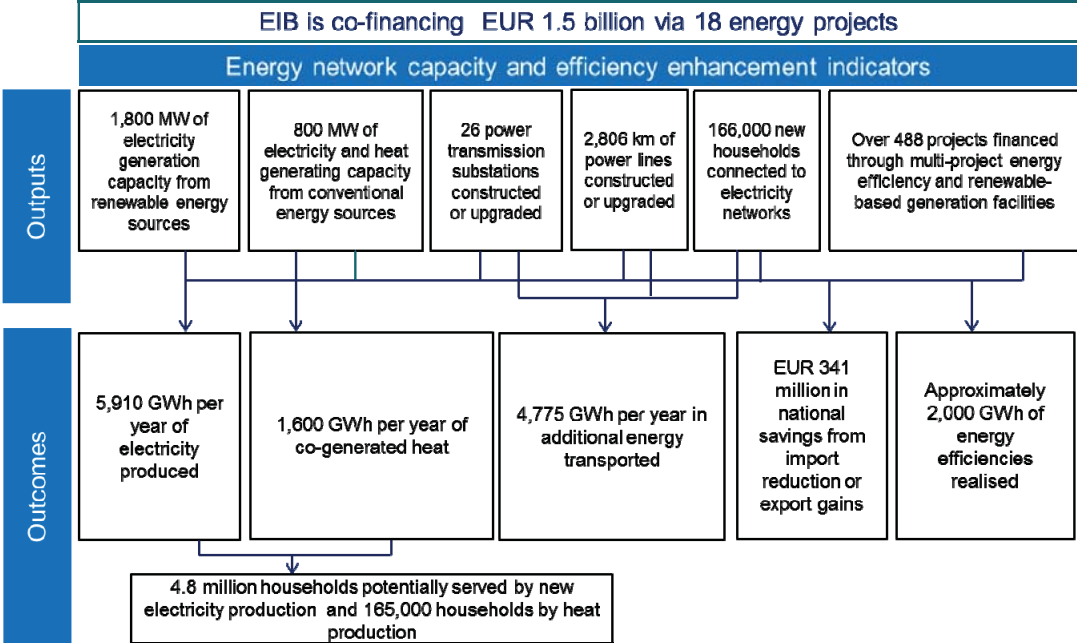 EIB is co-financing EUR 1.5 billion via 18 energy projects
Energy network capacity and efficiency enhancement indicators
Outputs
1,800 MW of
electricity
generation
capacity from
renewable energy
sources
800 MW of
electricity and heat
generating capacity
from conventional
energy sources
26 power
transmission
substations
constructed
or upgraded
2,806 km of
power lines
constructed
or upgraded
166,000 new
households
connected to
electricity
networks
Over 488 projects financed
through multi-project energy
efficiency and renewable-
based generation facilities
Outcomes
5,910 GWh per
year of
electricity
produced
1,600 GWh per year of
co-generated heat
4,775 GWh per year in
additional energy
transported
EUR 341
million in
national
savings from
import
reduction or
export gains
Approximately
2,000 GWh of
energy
efficiencies
realised
4.8 million households potentially served by new
electricity production and 165,000 households by heat
production